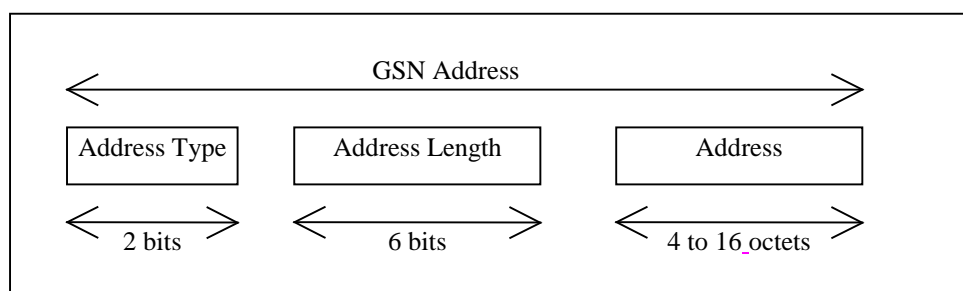 GSN Address
Address Type Address Length Address
2 bits 6 bits 4 to 16 octets